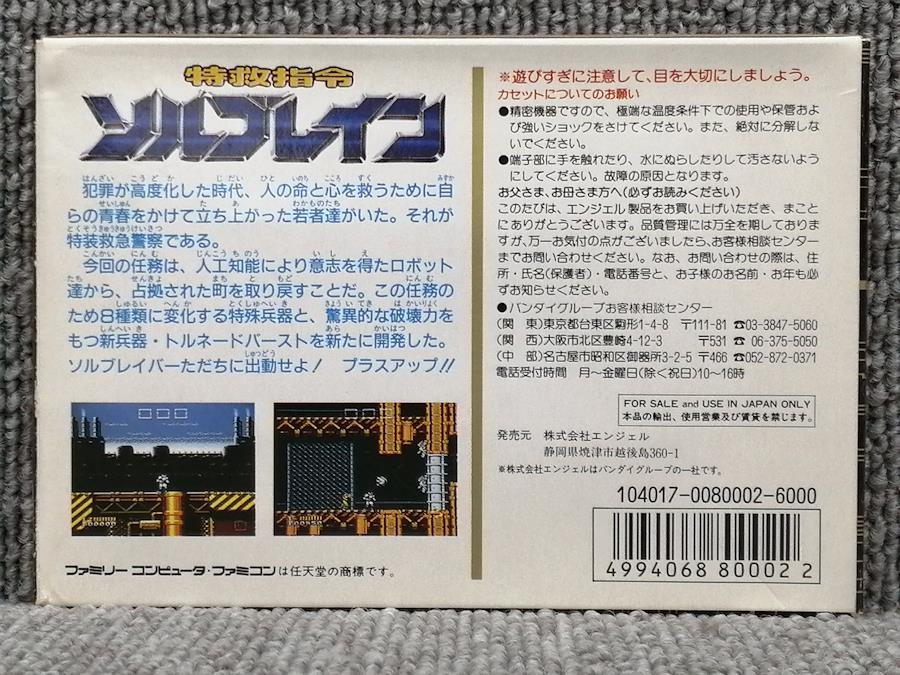 特救指令
ソルブレイン
犯罪が高度化した時代、人の命と心を救うために自
らの青春をかけて立ち上がった若者達がいた。それが
特装救急警察である。
今回の任務は、人工知能により意志を得たロボット
達から、占拠された町を取り戻すことだ。この任務の
ため8種類に変化する特殊兵器と、驚異的な破壊力を
もつ新兵器・トルネードバーストを新たに開発した。
ソルブレイバーただちに出動せよ! プラスアップ!!
ファミリー コンピュータ・ファミコンは任天堂の商標です。
※遊びすぎに注意して、目を大切にしましょう。
カセットについてのお願い
●精密機器ですので、極端な温度条件下での使用や保管およ
び強いショックをさけてください。また、絶対に分解しな
いでください。
●端子部に手を触れたり、水にぬらしたりして汚さないよう
にしてください。故障の原因となります。
お父さま、お母さま方へ(必ずお読みください)
このたびは、エンジェル製品をお買い上げいただき、まこと
にありがとうございます。品質管理には万全を期しておりま
すが、万一お気付の点がございましたら、お客様相談センター
までお問い合わせください。なお、お問い合わせの際は、住
所・氏名(保護者)・電話番号と、お子様のお名前・お年も必
ずお知らせください。
●バンダイグループお客様相談センター
(関 東)東京都台東区駒形1-4-8 〒111-81 ☎03-3847-5060
(関 西)大阪市北区豊崎4-12-3 〒531 ☎06-375-5050
(中 部)名古屋市昭和区御器所3-2-5 〒466 ☎052-872-0371
電話受付時間 月〜金曜日(除く祝日)10〜16時
FOR SALE and USE IN JAPAN ONLY
本品の輸出、使用営業及び賃貸を禁じます。
発売元 株式会社エンジェル
静岡県焼津市越後島360-1
※株式会社エンジェルはバンダイグループの一社です。
104017-0080002-6000
4994068 80002 2